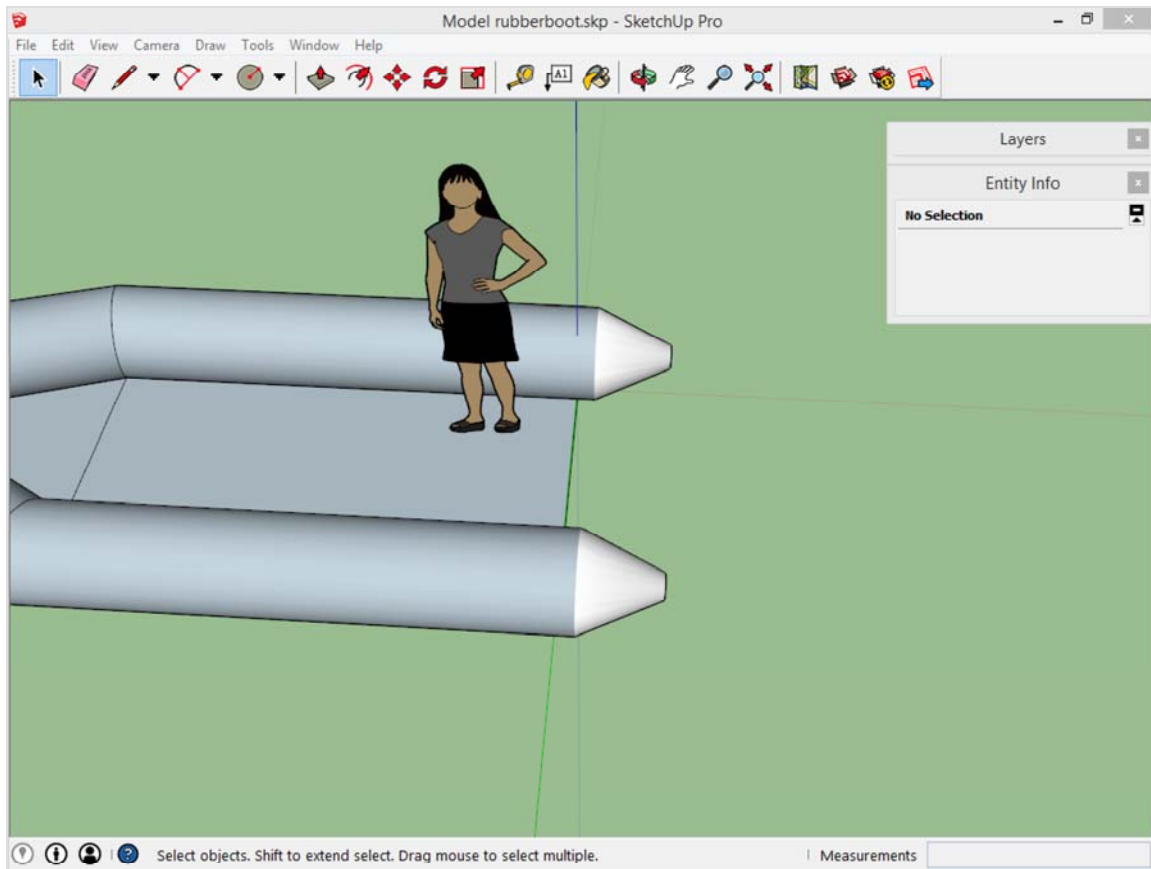 Model rubberboot.skp - SketchUp Pro
File Edit View Camera Draw Tools Window Help
A1
Layers
Entity Info
No Selection
Select objects. Shift to extend select. Drag mouse to select multiple.
Measurements